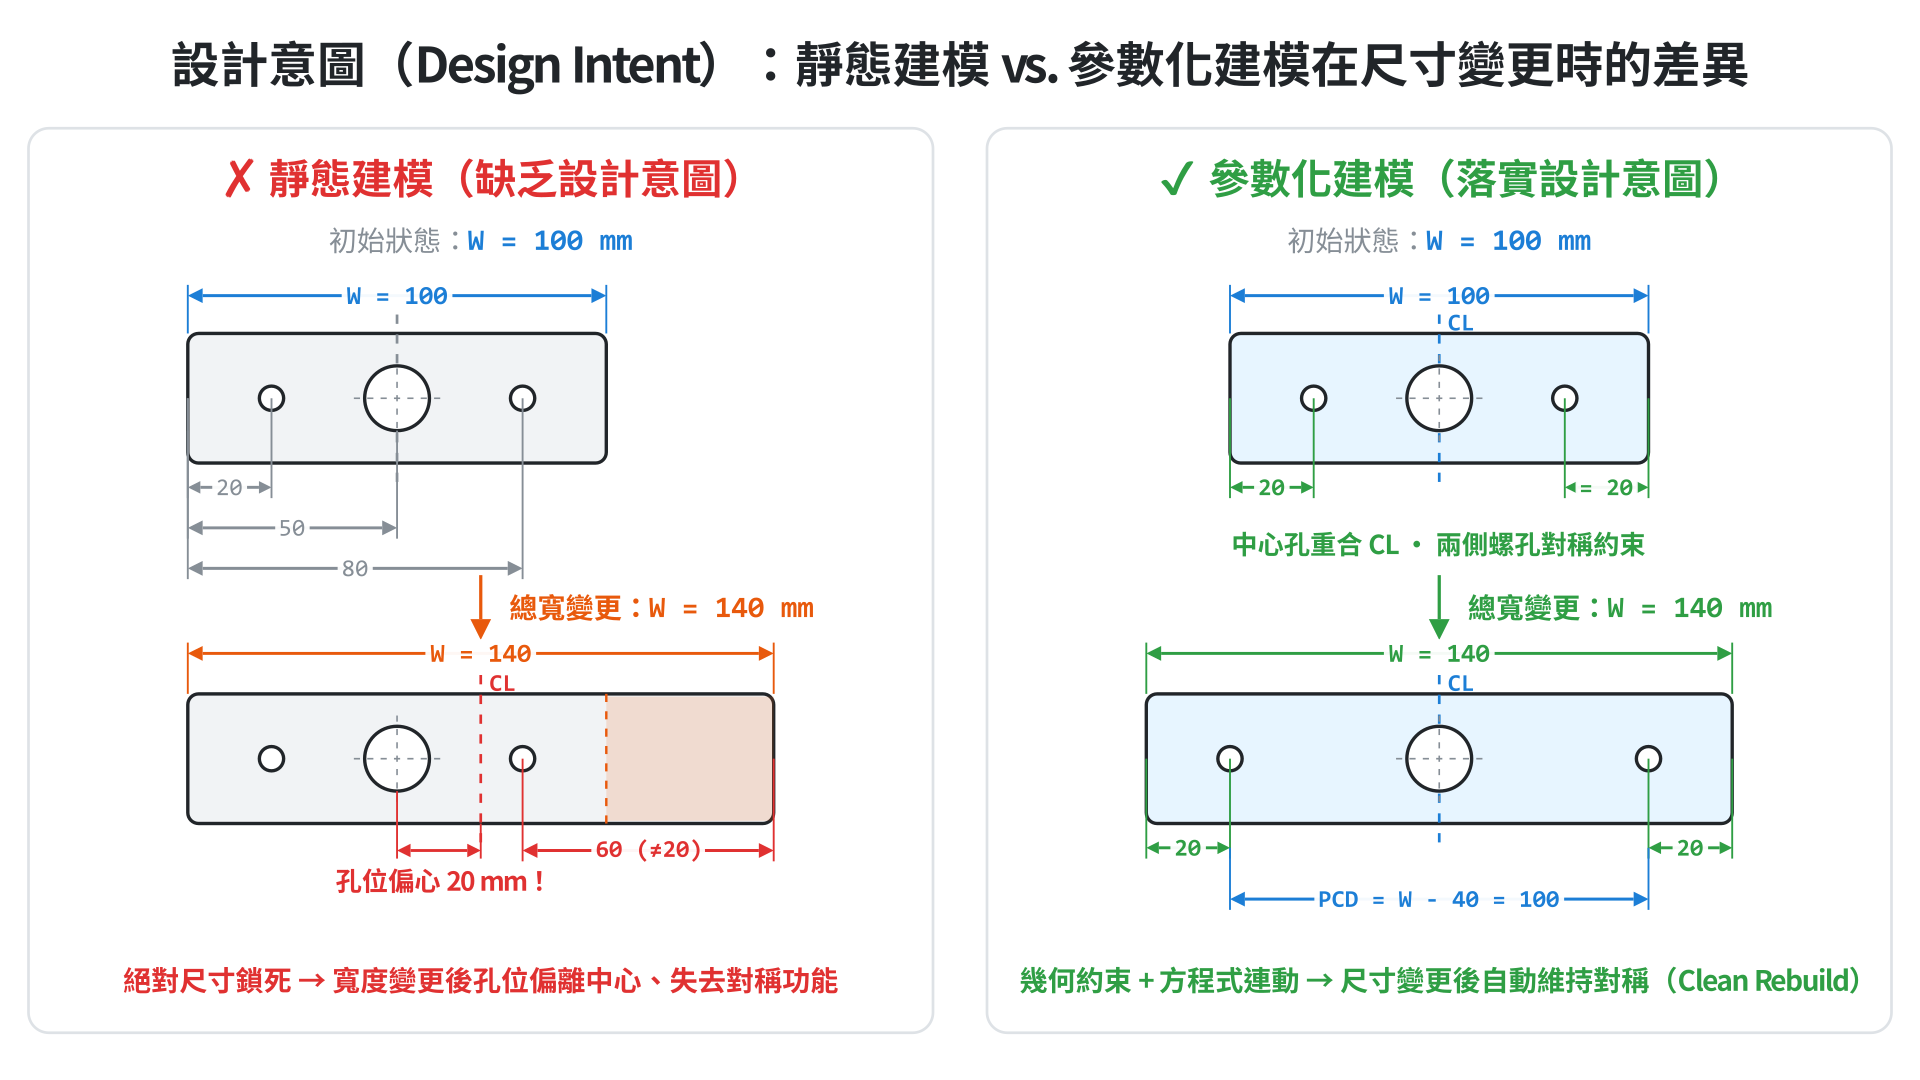 設計意圖（Design Intent）：靜態建模 vs. 參數化建模在尺寸變更時的差異
✗ 靜態建模（缺乏設計意圖）
初始狀態：W = 100 mm
W = 100
20
50
80
總寬變更：W = 140 mm
W = 140
CL
60 (≠20)
孔位偏心 20 mm！
絕對尺寸鎖死 → 寬度變更後孔位偏離中心、失去對稱功能
✓ 參數化建模（落實設計意圖）
初始狀態：W = 100 mm
W = 100
CL
20
= 20
中心孔重合 CL · 兩側螺孔對稱約束
總寬變更：W = 140 mm
W = 140
CL
20
20
PCD = W - 40 = 100
幾何約束 + 方程式連動 → 尺寸變更後自動維持對稱（Clean Rebuild）